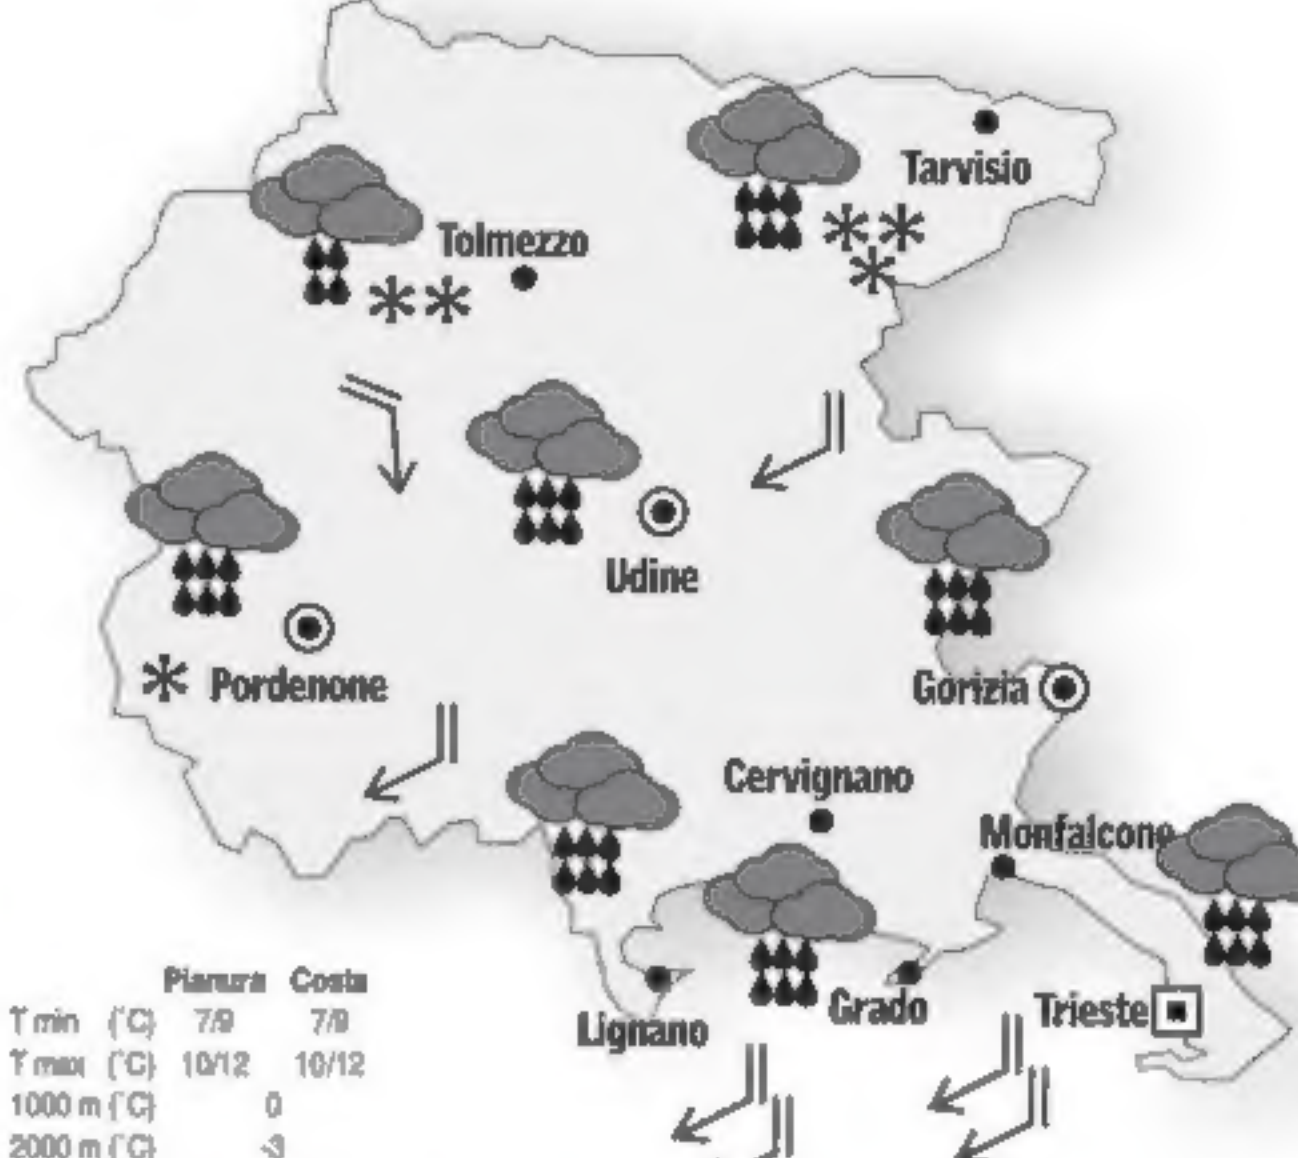 Tarvisio
Tolmezzo
Udine
Pordenone
Gorizia
Cervignano
Monfalcone
Grado
Trieste
Lignano
Pianura Costa
T min (°C) 7/9 7/9
T max (°C) 10/12 10/12
1000 m (°C) 0
2000 m (°C) -3